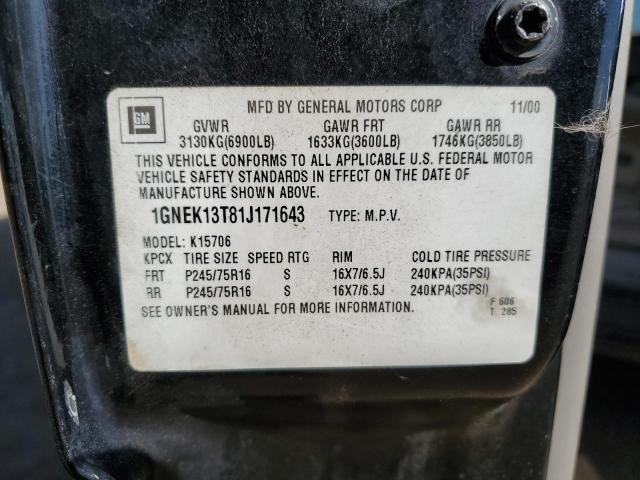 GM MFD BY GENERAL MOTORS CORP 11/00
GVWR GAWR FRT GAWR RR
3130KG(6900LB) 1633KG(3600LB) 1746KG(3850LB)
THIS VEHICLE CONFORMS TO ALL APPLICABLE U.S. FEDERAL MOTOR
VEHICLE SAFETY STANDARDS IN EFFECT ON THE DATE OF
MANUFACTURE SHOWN ABOVE.
1GNEK13T81J171643 TYPE: M.P.V.
MODEL: K15706
KPCX TIRE SIZE SPEED RTG RIM COLD TIRE PRESSURE
FRT P245/75R16 S 16X7/6.5J 240KPA(35PSI)
RR P245/75R16 S 16X7/6.5J 240KPA(35PSI)
SEE OWNER'S MANUAL FOR MORE INFORMATION.
F 606
T 285